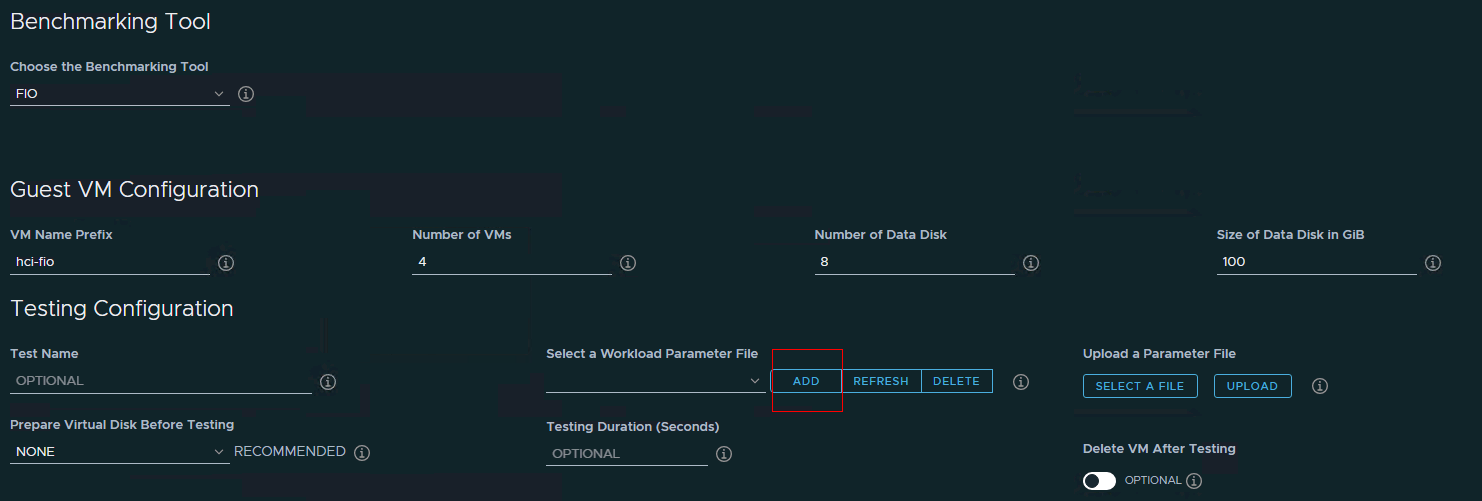 Benchmarking Tool
Choose the Benchmarking Tool
FIO
Guest VM Configuration
VM Name Prefix Number of VMs Number of Data Disk Size of Data Disk in GiB
hci-fio 4 8 100
Testing Configuration
Test Name Select a Workload Parameter File Upload a Parameter File
OPTIONAL ADD REFRESH DELETE SELECT A FILE UPLOAD
Prepare Virtual Disk Before Testing Testing Duration (Seconds)
NONE RECOMMENDED OPTIONAL
Delete VM After Testing
OPTIONAL